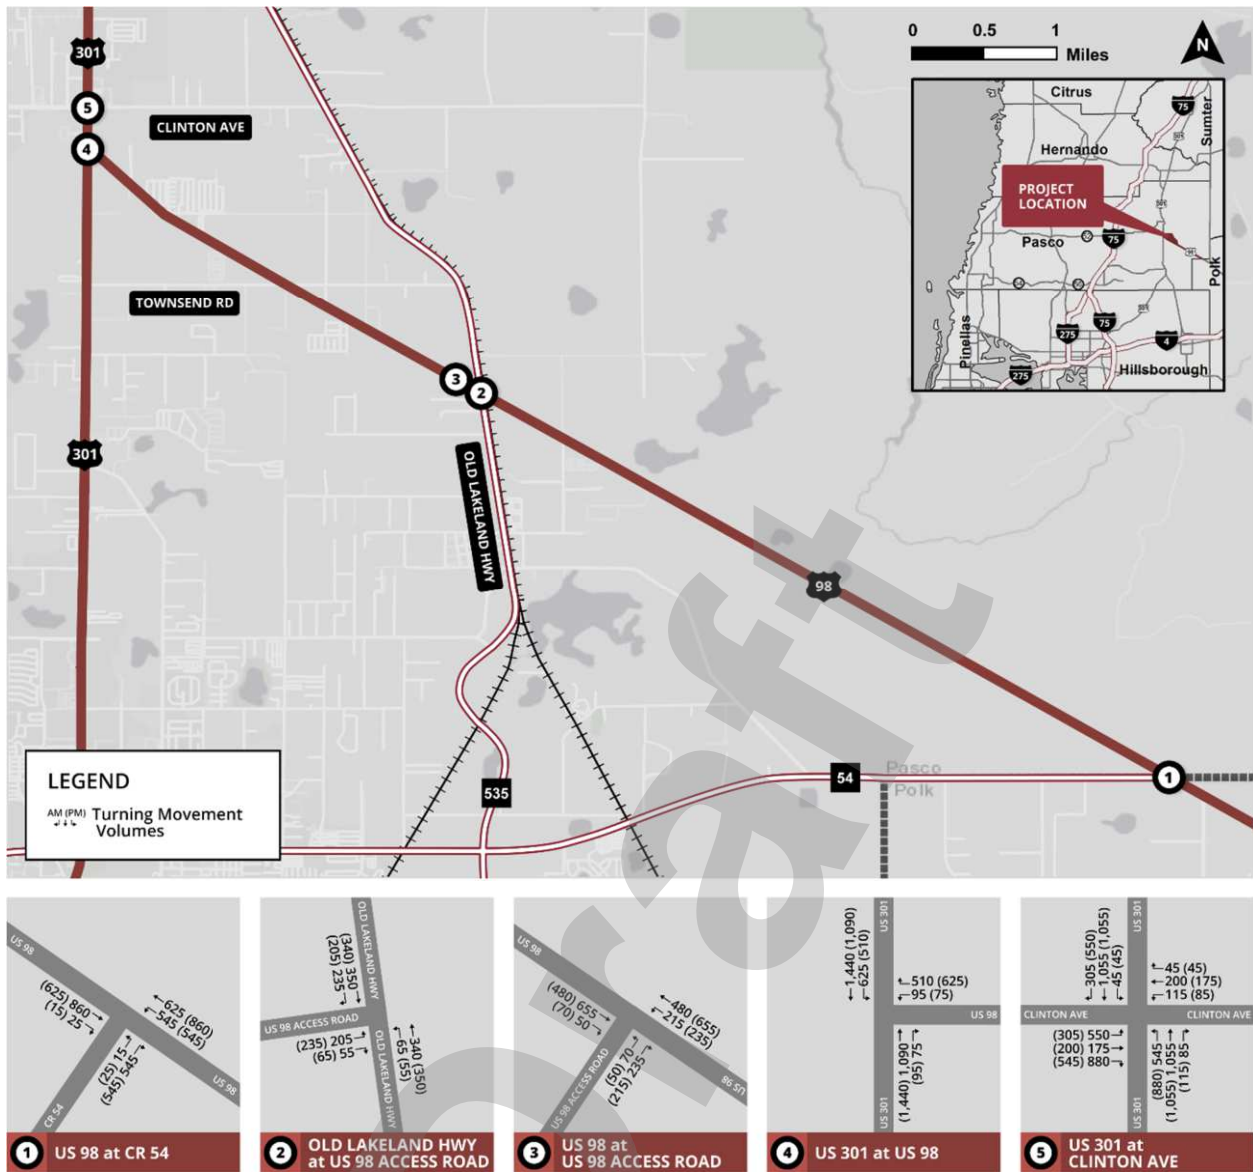 0 0.5 1
Miles
N
301
5
4
CLINTON AVE
TOWNSEND RD
3
2
301
OLD LAKELAND HWY
98
535
54
Pasco
Polk
1
Citrus
75
Sumter
Hernando
PROJECT
LOCATION
Pasco
75
Polk
Pinellas
275
75
4
275
Hillsborough
LEGEND
AM (PM) Turning Movement
Volumes
Draft
US 98
(625) 860
(15) 25
625 (860)
545 (545)
(25) 15
(545) 545
CR 54
US 98
1 US 98 at CR 54
OLD LAKELAND HWY
(340) 350
(205) 235
US 98 ACCESS ROAD
(235) 205
(65) 55
340 (350)
65 (55)
OLD LAKELAND HWY
2 OLD LAKELAND HWY
at US 98 ACCESS ROAD
US 98
(480) 655
(70) 50
480 (655)
215 (235)
(50) 70
(215) 235
US 98 ACCESS ROAD
US 98
3 US 98 at
US 98 ACCESS ROAD
US 301
1,440 (1,090)
625 (510)
510 (625)
95 (75)
US 98
(1,440) 1,090
(95) 75
US 301
4 US 301 at US 98
US 301
305 (550)
1,055 (1,055)
45 (45)
45 (45)
200 (175)
115 (85)
CLINTON AVE
CLINTON AVE
(305) 550
(200) 175
(545) 880
(880) 545
(1,055) 1,055
(115) 85
US 301
5 US 301 at
CLINTON AVE